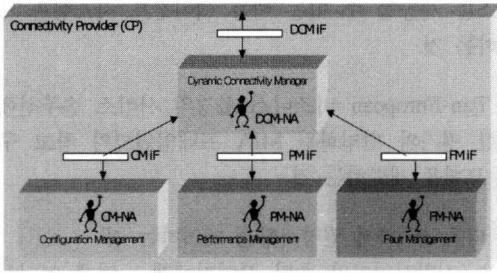 Connectivity Provider (CP)
DCM iF
Dynamic Connectivity Manager
DCM-NA
CM iF
PM iF
FM iF
CM-NA
PM-NA
FM-NA
Configuration Management
Performance Management
Fault Management